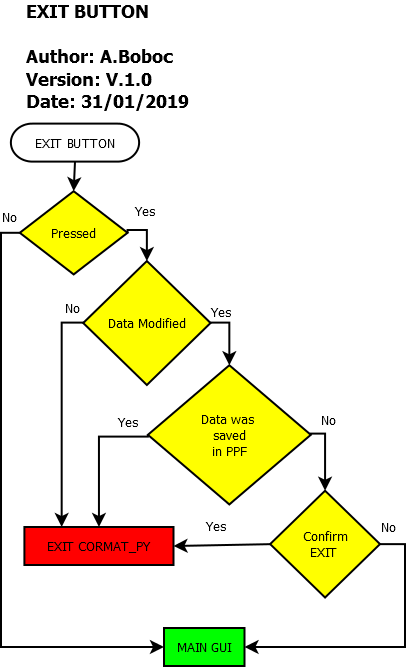 EXIT BUTTON
Author: A.Boboc
Version: V.1.0
Date: 31/01/2019
EXIT BUTTON
No
Yes
Pressed
No
Yes
Data Modified
Yes
No
Data was
saved
in PPF
Yes
No
Confirm
EXIT
EXIT CORMAT_PY
MAIN GUI